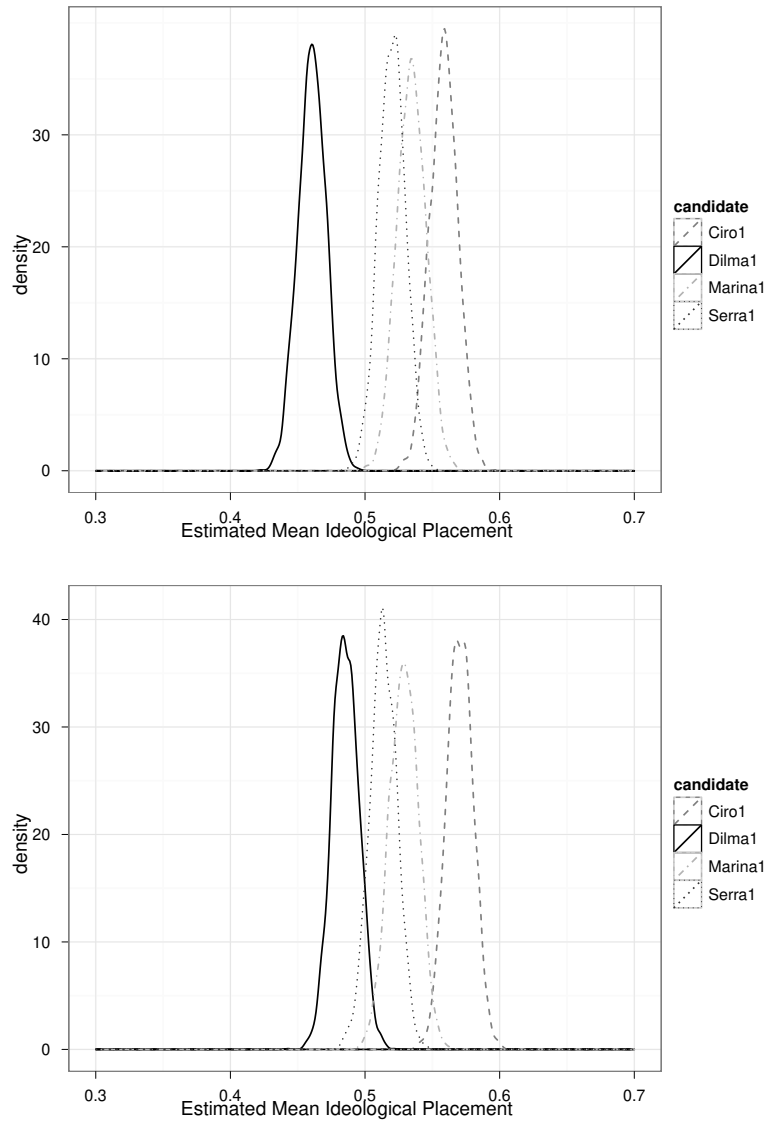 30
20
10
0
density
0.3 0.4 0.5 0.6 0.7
Estimated Mean Ideological Placement
candidate
Ciro1
Dilma1
Marina1
Serra1
40
30
20
10
0
density
0.3 0.4 0.5 0.6 0.7
Estimated Mean Ideological Placement
candidate
Ciro1
Dilma1
Marina1
Serra1